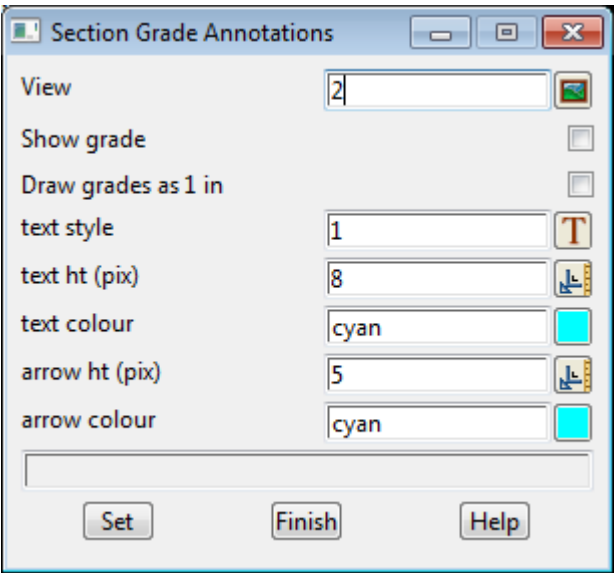 Section Grade Annotations
View 2
Show grade
Draw grades as 1 in
text style 1 T
text ht (pix) 8
text colour cyan
arrow ht (pix) 5
arrow colour cyan
Set Finish Help